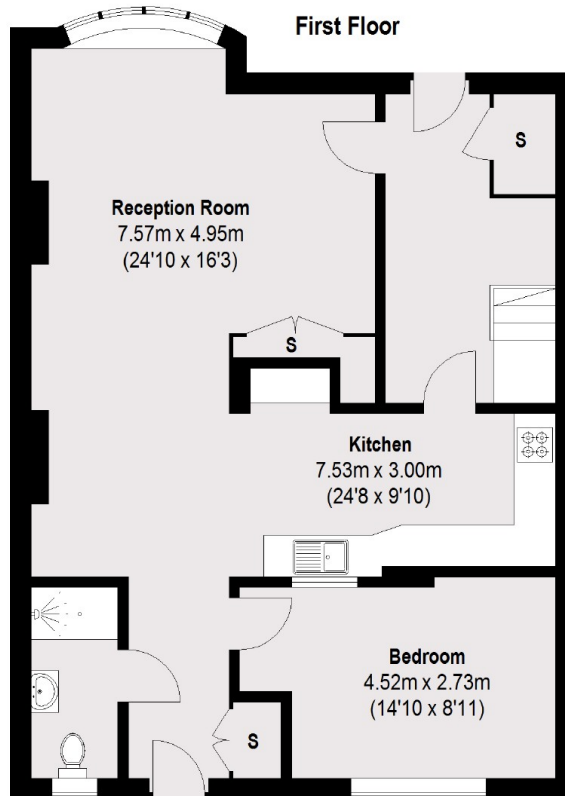 First Floor
S
Reception Room
7.57m x 4.95m
(24'10 x 16'3)
S
Kitchen
7.53m x 3.00m
(24'8 x 9'10)
Bedroom
4.52m x 2.73m
(14'10 x 8'11)
S